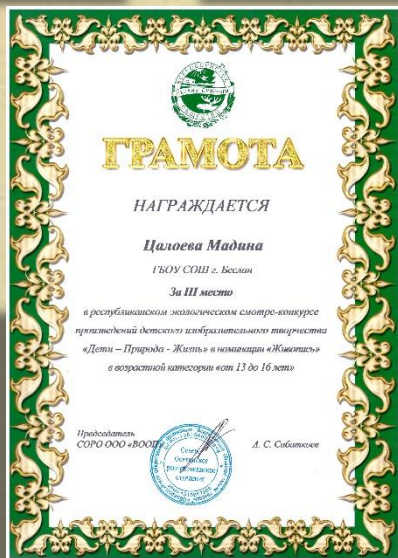 ГРАМОТА
НАГРАЖДАЕТСЯ
Цалоева Мадина
ГБОУ СОШ г. Беслан
За III место
в республиканском экологическом смотре-конкурсе
произведений детского изобразительного творчества
«Дети – Природа - Жизнь» в номинации «Живопись»
в возрастной категории «от 13 до 16 лет»
Председатель
СОРО ООО «ВООП» А. С. Сабаткоев